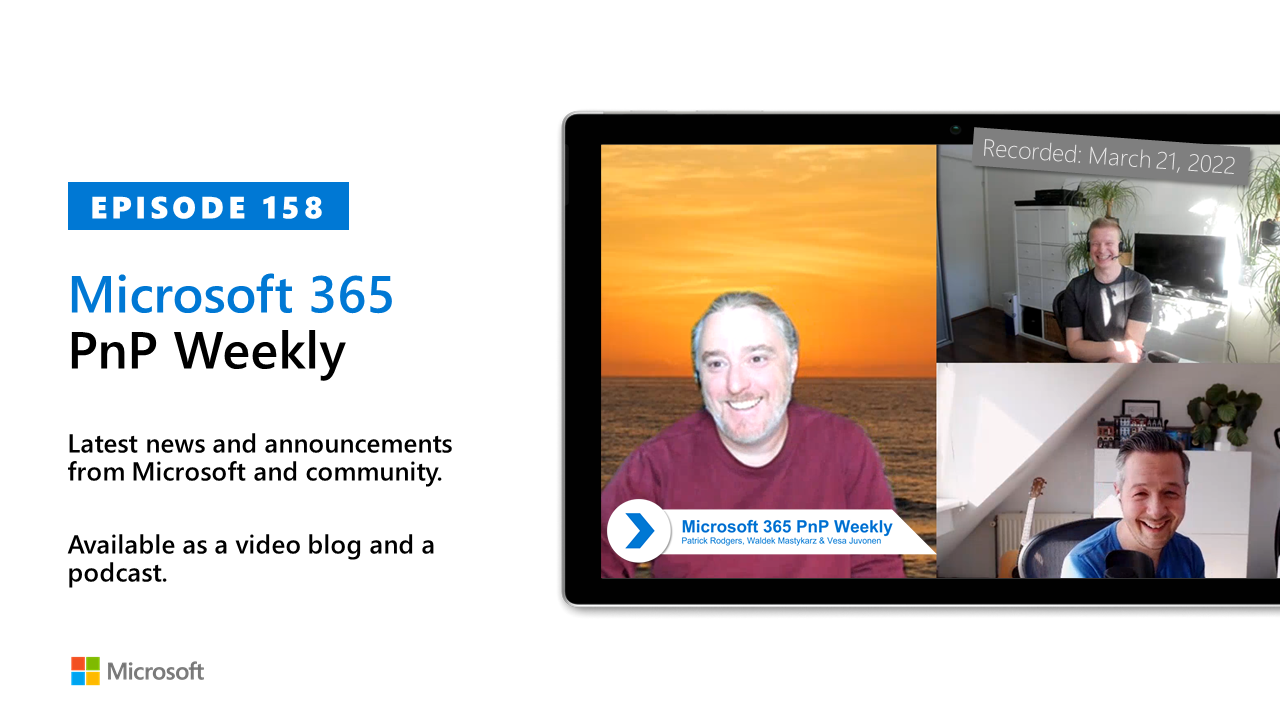 EPISODE 158
Microsoft 365
PnP Weekly
Latest news and announcements
from Microsoft and community.
Available as a video blog and a
podcast.
Microsoft
Recorded: March 21, 2022
Microsoft 365 PnP Weekly
Patrick Rodgers, Waldek Mastykarz & Vesa Juvonen